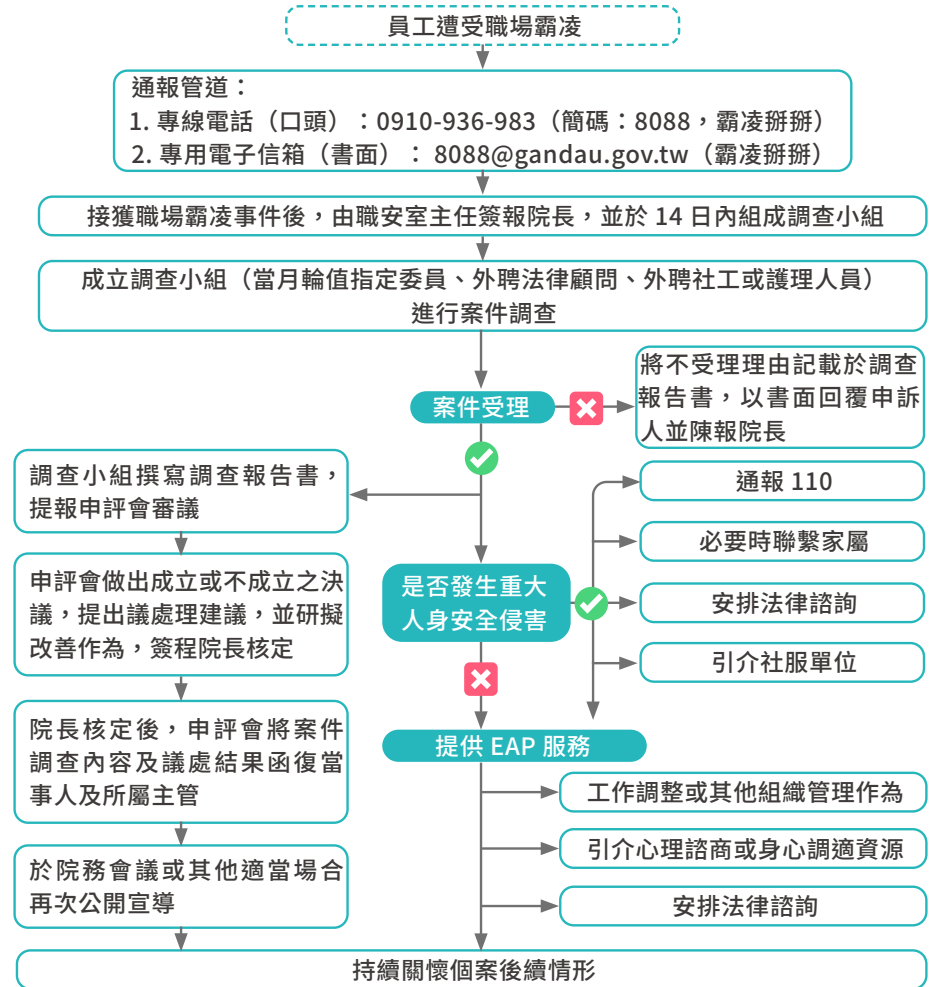 員工遭受職場霸凌
通報管道：
1. 專線電話（口頭）：0910-936-983（簡碼：8088，霸凌掰掰）
2. 專用電子信箱（書面）： 8088@gandau.gov.tw（霸凌掰掰）
接獲職場霸凌事件後，由職安室主任簽報院長，並於 14 日內組成調查小組
成立調查小組（當月輪值指定委員、外聘法律顧問、外聘社工或護理人員）
進行案件調查
案件受理
將不受理理由記載於調查
報告書，以書面回覆申訴
人並陳報院長
調查小組撰寫調查報告書，
提報申評會審議
申評會做出成立或不成立之決
議，提出議處理建議，並研擬
改善作為，簽程院長核定
院長核定後，申評會將案件
調查內容及議處結果函復當
事人及所屬主管
於院務會議或其他適當場合
再次公開宣導
是否發生重大
人身安全侵害
通報 110
必要時聯繫家屬
安排法律諮詢
引介社服單位
提供 EAP 服務
工作調整或其他組織管理作為
引介心理諮商或身心調適資源
安排法律諮詢
持續關懷個案後續情形